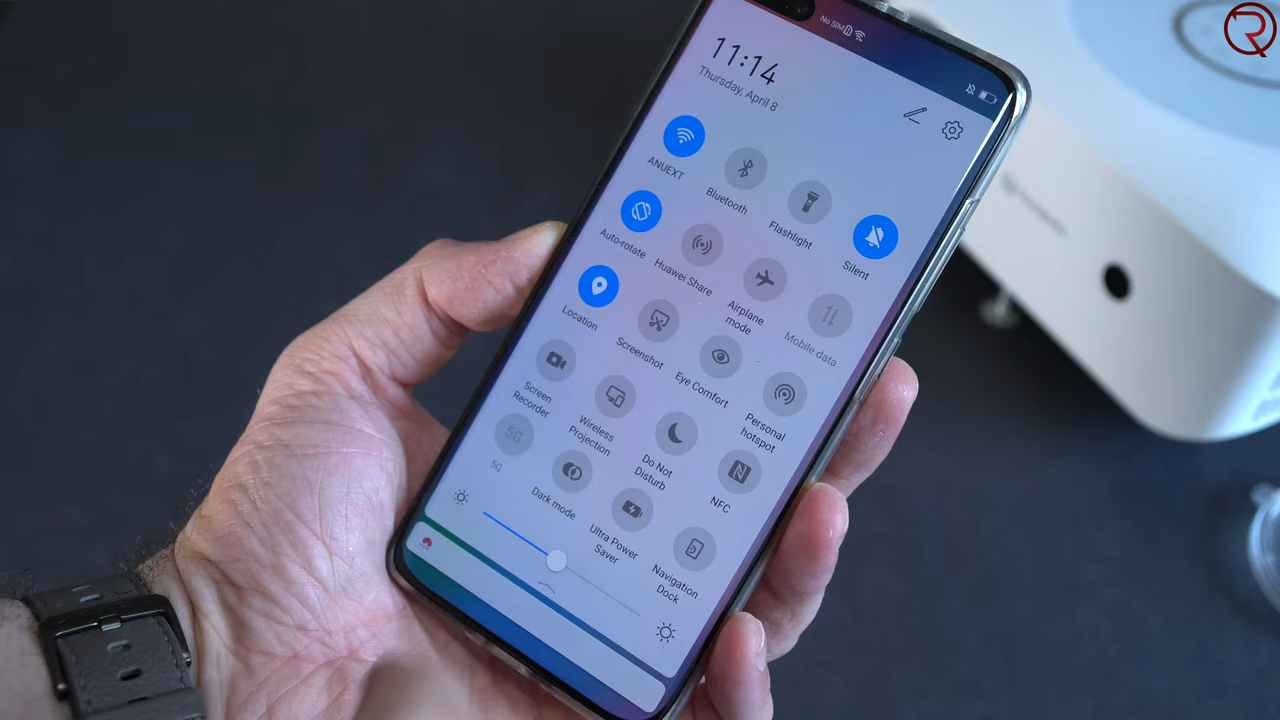 No SIM
11:14
Thursday, April 8
ANUEXT
Bluetooth
Flashlight
Silent
Auto-rotate
Huawei Share
Airplane
mode
Mobile data
Location
Screenshot
Eye Comfort
Personal
hotspot
Screen
Recorder
Wireless
Projection
Do Not
Disturb
NFC
5G
5G
Dark mode
Ultra Power
Saver
Navigation
Dock